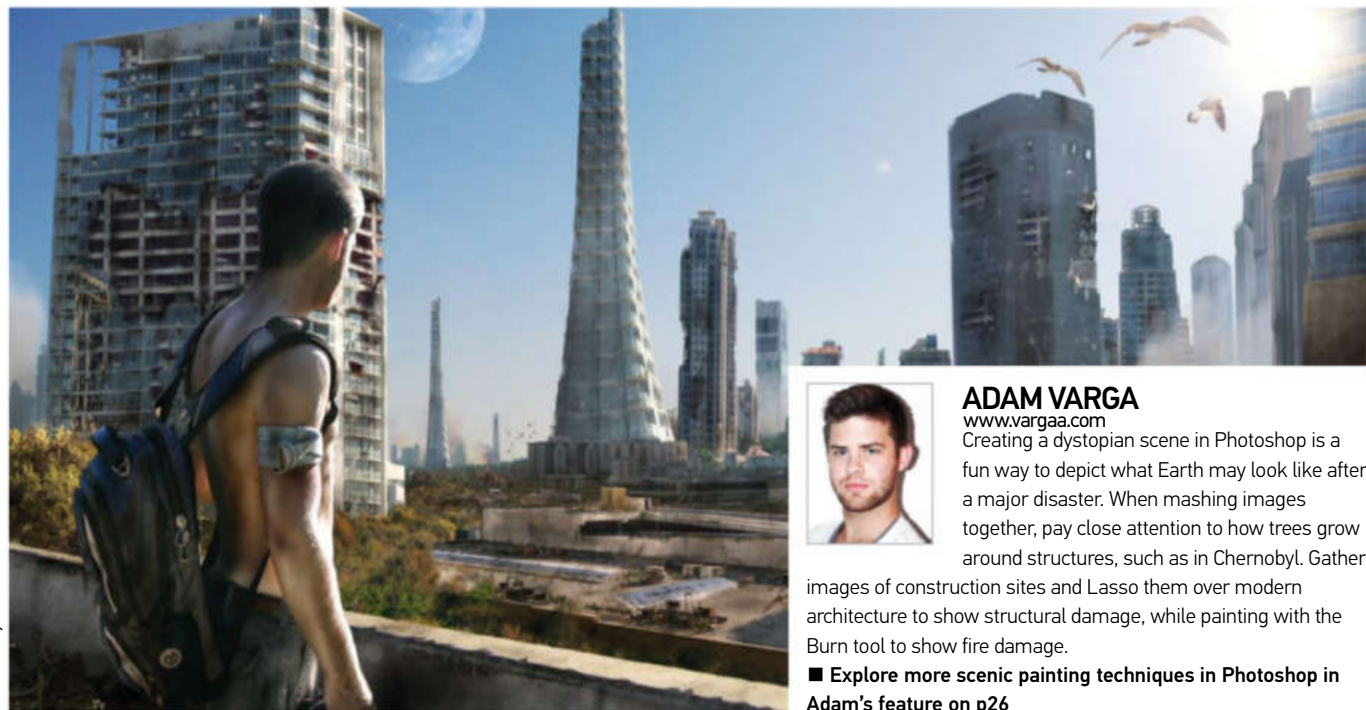 ADAM VARGA
www.vargaa.com
Creating a dystopian scene in Photoshop is a
fun way to depict what Earth may look like after
a major disaster. When mashing images
together, pay close attention to how trees grow
around structures, such as in Chernobyl. Gather
images of construction sites and Lasso them over modern
architecture to show structural damage, while painting with the
Burn tool to show fire damage.
■ Explore more scenic painting techniques in Photoshop in
Adam's feature on p26